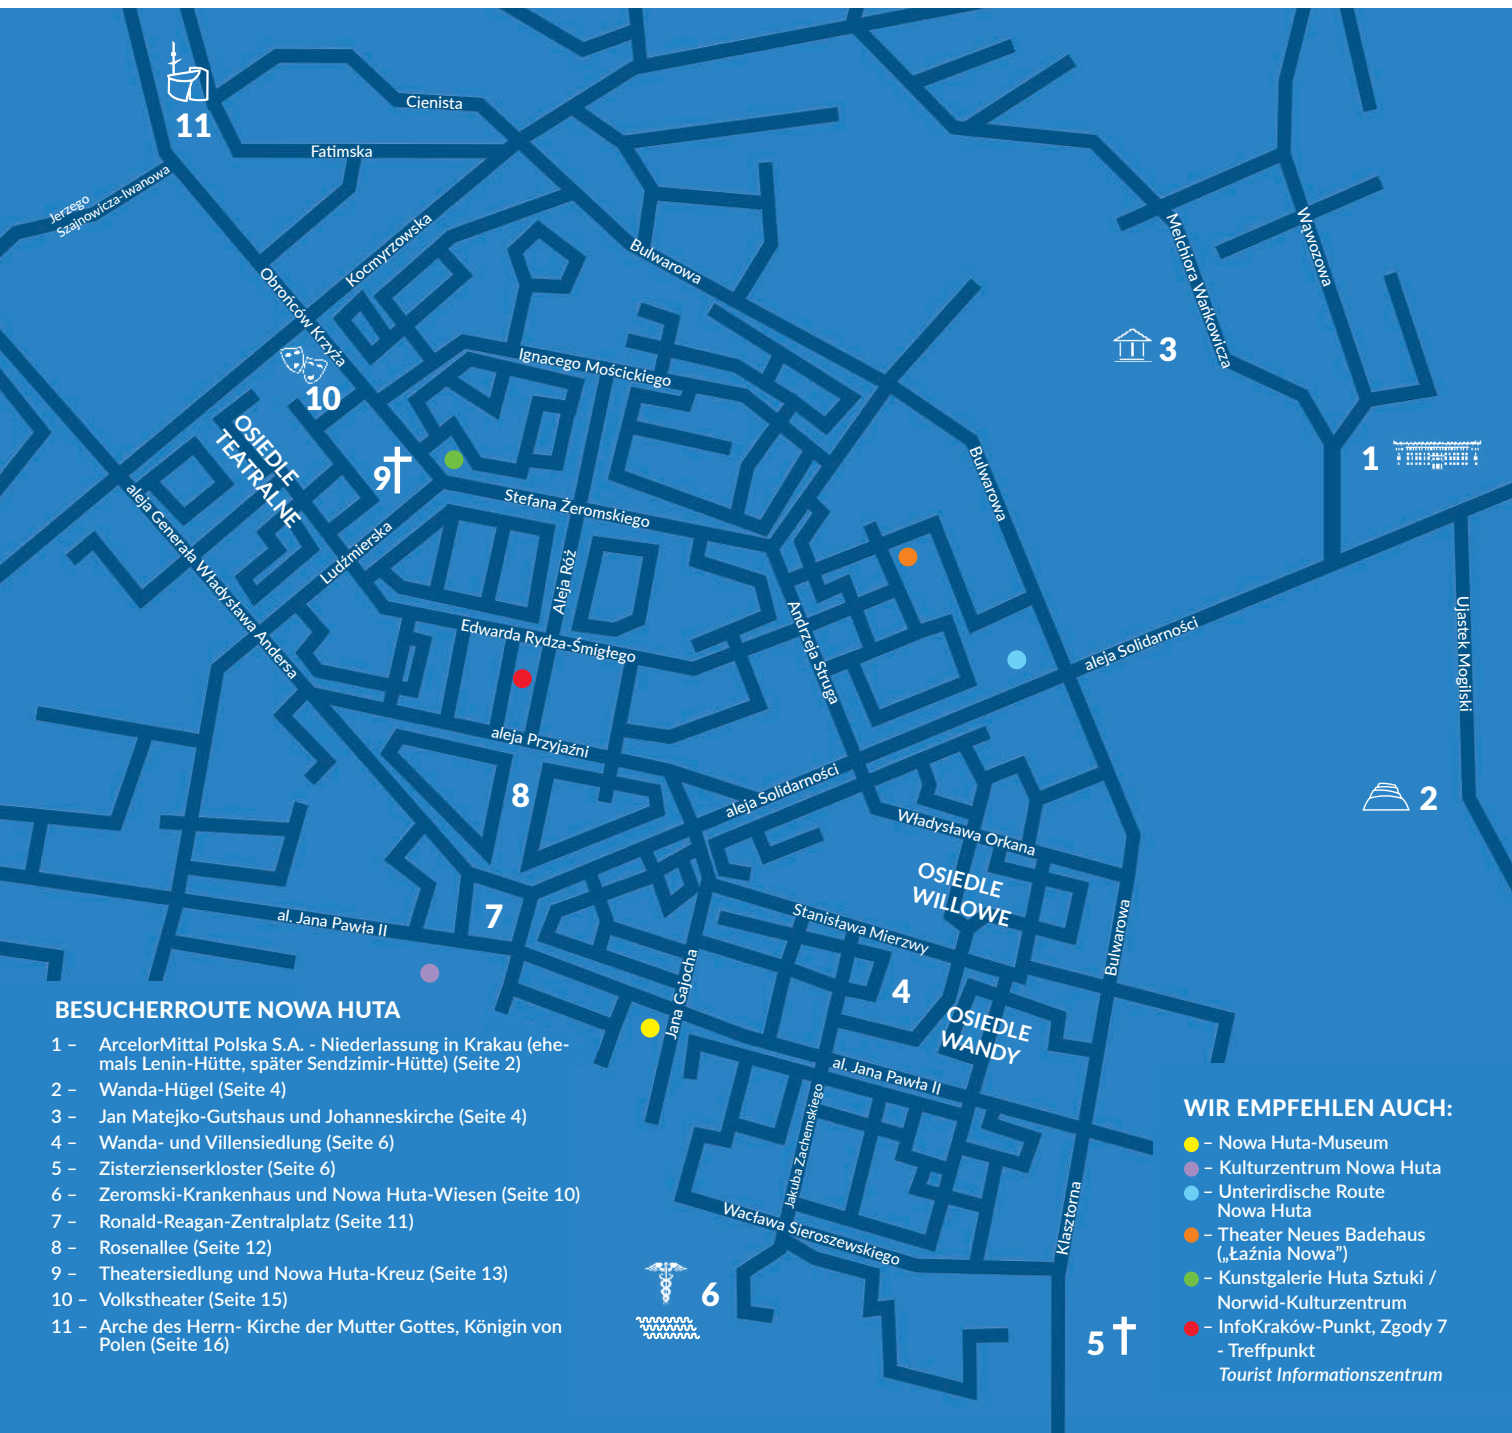 11
Cienista
Fatimska
Jerzego
Szajnowicza-Iwanowa
Kocmyrzowska
Bulwarowa
Obrońców Krzyża
Melchiora Wańkowicza
Wąwozowa
3
Ignacego Mościckiego
10
OSIEDLE
TEATRALNE
9
1
Stefana Żeromskiego
Bulwarowa
aleja Generała Władysława Andersa
Ludźmierska
Aleja Róż
Edwarda Rydza-Śmigłego
Andrzeja Struga
aleja Solidarności
Ujastek Mogilski
aleja Przyjaźni
8
aleja Solidarności
2
Władysława Orkana
OSIEDLE
WILLOWE
7
al. Jana Pawła II
Stanisława Mierzwy
Bulwarowa
Jana Gajocha
4
OSIEDLE
WANDY
al. Jana Pawła II
Jakuba Zachemskiego
Wacława Sieroszewskiego
Klasztorna
6
5
BESUCHERROUTE NOWA HUTA
1 – ArcelorMittal Polska S.A. - Niederlassung in Krakau (ehe-
mals Lenin-Hütte, später Sendzimir-Hütte) (Seite 2)
2 – Wanda-Hügel (Seite 4)
3 – Jan Matejko-Gutshaus und Johanneskirche (Seite 4)
4 – Wanda- und Villensiedlung (Seite 6)
5 – Zisterzienserkloster (Seite 6)
6 – Zeromski-Krankenhaus und Nowa Huta-Wiesen (Seite 10)
7 – Ronald-Reagan-Zentralplatz (Seite 11)
8 – Rosenallee (Seite 12)
9 – Theatersiedlung und Nowa Huta-Kreuz (Seite 13)
10 – Volkstheater (Seite 15)
11 – Arche des Herrn- Kirche der Mutter Gottes, Königin von
Polen (Seite 16)
WIR EMPFEHLEN AUCH:
– Nowa Huta-Museum
– Kulturzentrum Nowa Huta
– Unterirdische Route
Nowa Huta
– Theater Neues Badehaus
(„Łaźnia Nowa”)
– Kunstgalerie Huta Sztuki /
Norwid-Kulturzentrum
– InfoKraków-Punkt, Zgody 7
- Treffpunkt
Tourist Informationszentrum